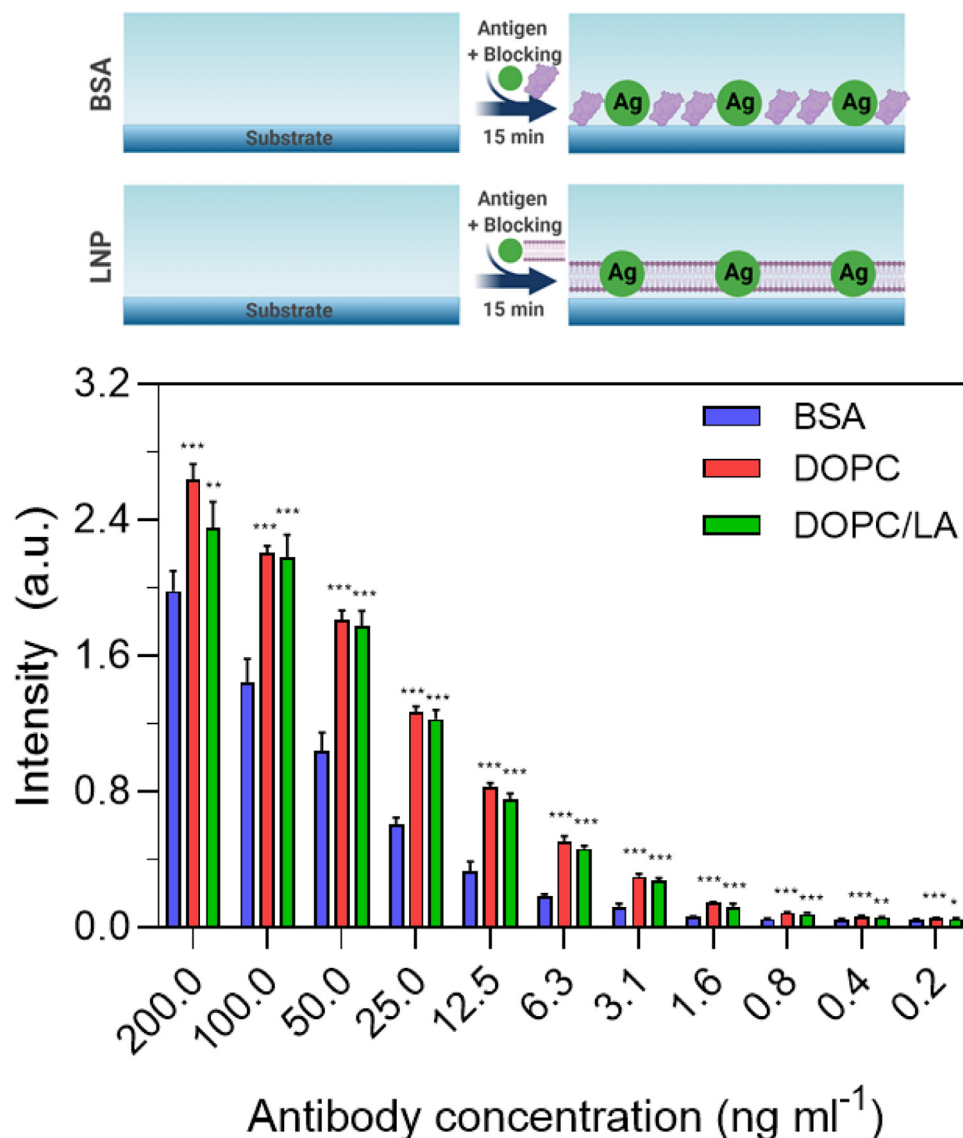 BSA
Substrate
Antigen
+ Blocking
15 min
Ag Ag Ag
LNP
Substrate
Antigen
+ Blocking
15 min
Ag Ag Ag
Intensity (a.u.)
3.2
2.4
1.6
0.8
0.0
BSA
DOPC
DOPC/LA
*** **
*** ***
*** ***
*** ***
*** ***
*** ***
*** ***
*** ***
*** ***
*** **
*** *
200.0 100.0 50.0 25.0 12.5 6.3 3.1 1.6 0.8 0.4 0.2
Antibody concentration (ng ml⁻¹)